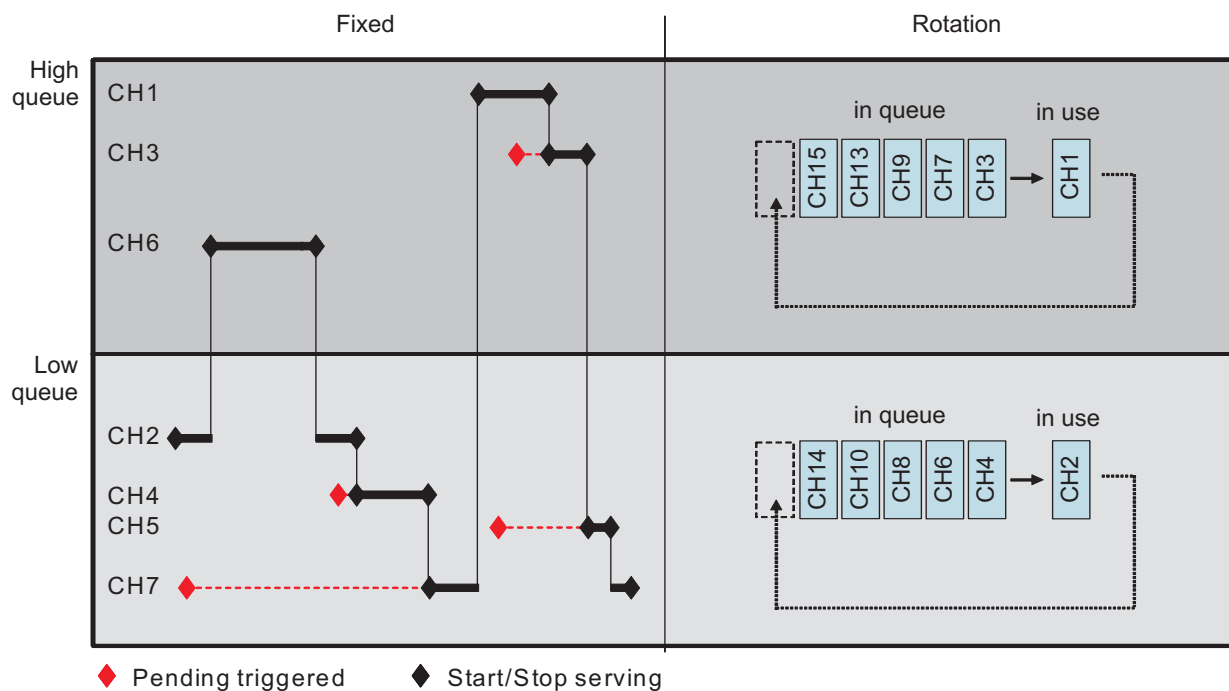 Fixed
Rotation
High
queue
CH1
CH3
CH6
in queue
in use
CH15
CH13
CH9
CH7
CH3
CH1
Low
queue
CH2
CH4
CH5
CH7
in queue
in use
CH14
CH10
CH8
CH6
CH4
CH2
Pending triggered
Start/Stop serving